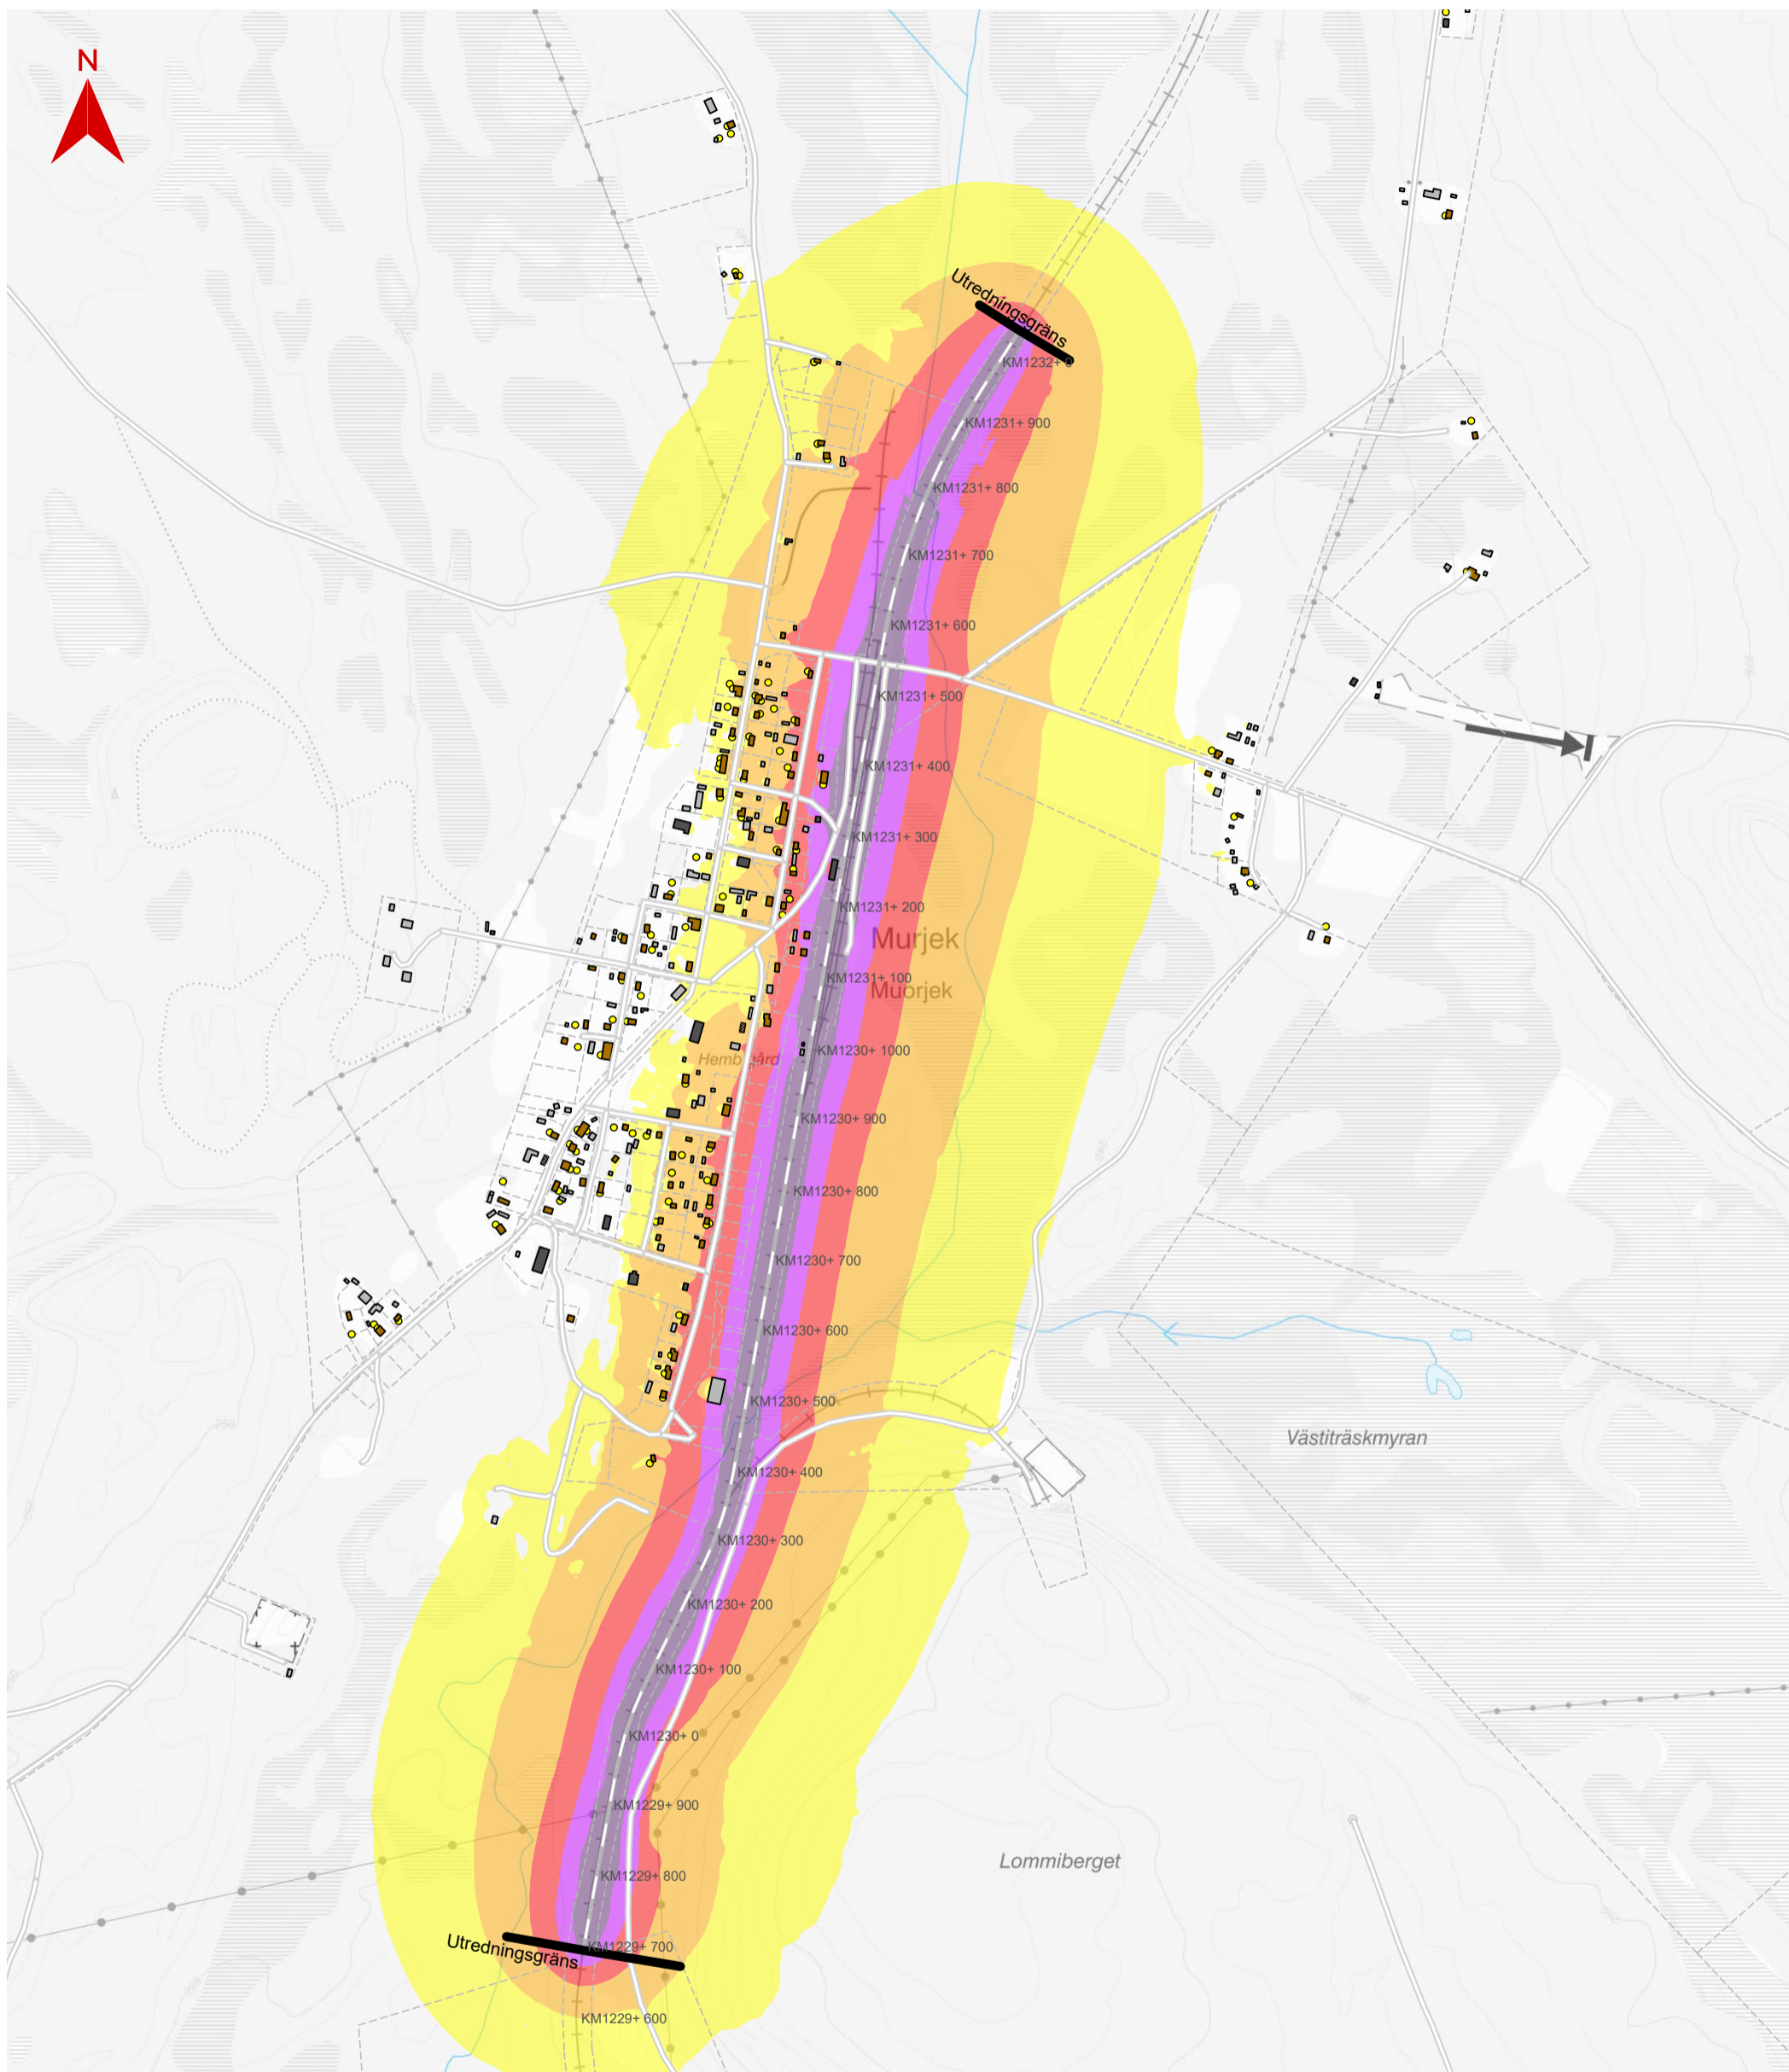 N
Utredningsgräns
KM1232+ 0
KM1231+ 900
KM1231+ 800
KM1231+ 700
KM1231+ 600
KM1231+ 500
KM1231+ 400
KM1231+ 300
KM1231+ 200
Murjek
KM1231+ 100
Muorjek
KM1230+ 1000
KM1230+ 900
KM1230+ 800
KM1230+ 700
KM1230+ 600
KM1230+ 500
Västiträskmyran
KM1230+ 400
KM1230+ 300
KM1230+ 200
KM1230+ 100
KM1230+ 0
KM1229+ 900
Lommiberget
KM1229+ 800
Utredningsgräns
KM1229+ 700
KM1229+ 600
250